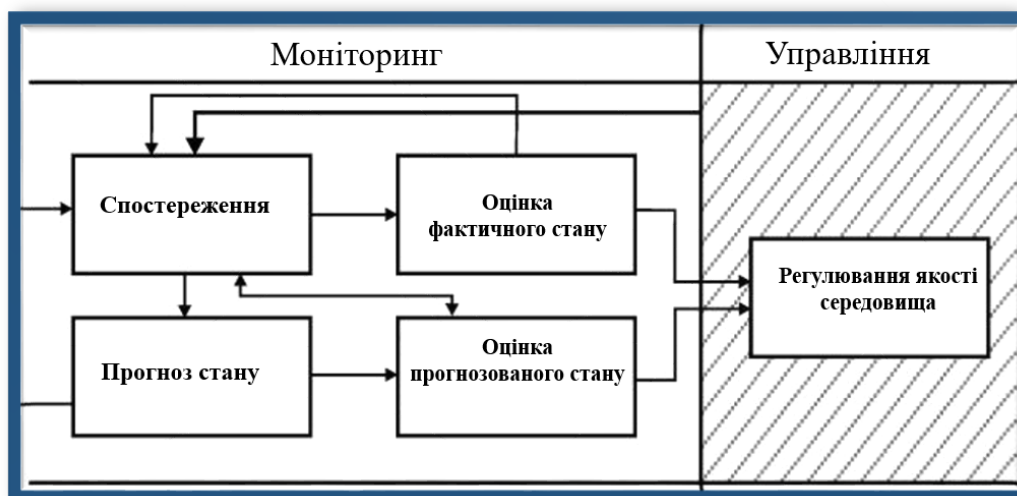 Моніторинг
Управління
Спостереження
Оцінка
фактичного стану
Регулювання якості
середовища
Прогноз стану
Оцінка
прогнозованого стану